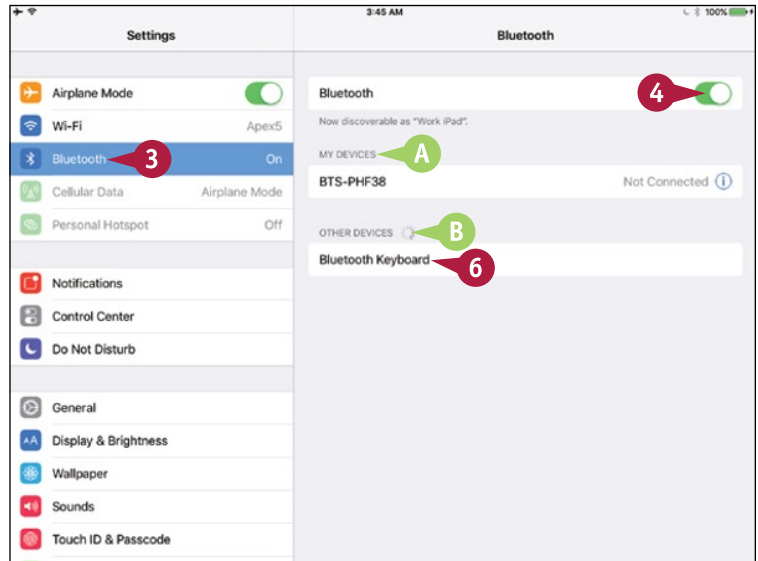 3:45 AM 100%
Settings
Bluetooth
Airplane Mode
Wi-Fi Apex5
Bluetooth 3 On
Cellular Data Airplane Mode
Personal Hotspot Off
Notifications
Control Center
Do Not Disturb
General
AA Display & Brightness
Wallpaper
Sounds
Touch ID & Passcode
Bluetooth 4
Now discoverable as “Work iPad”.
MY DEVICES A
BTS-PHF38 Not Connected i
OTHER DEVICES B
Bluetooth Keyboard 6